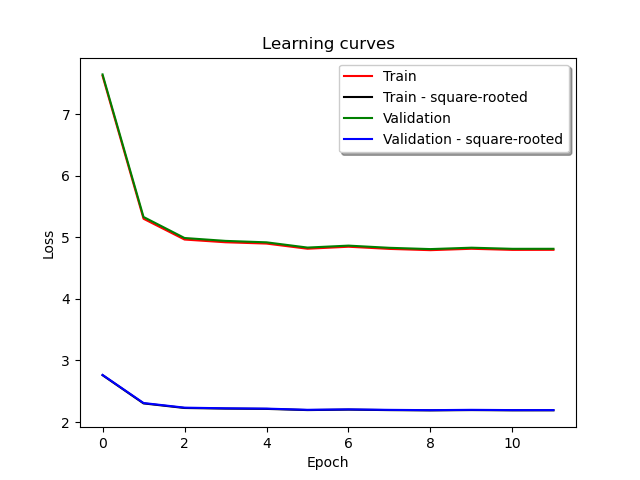 Learning curves
Train
Train - square-rooted
Validation
Validation - square-rooted
7
6
5
4
3
2
Loss
0
2
4
6
8
10
Epoch